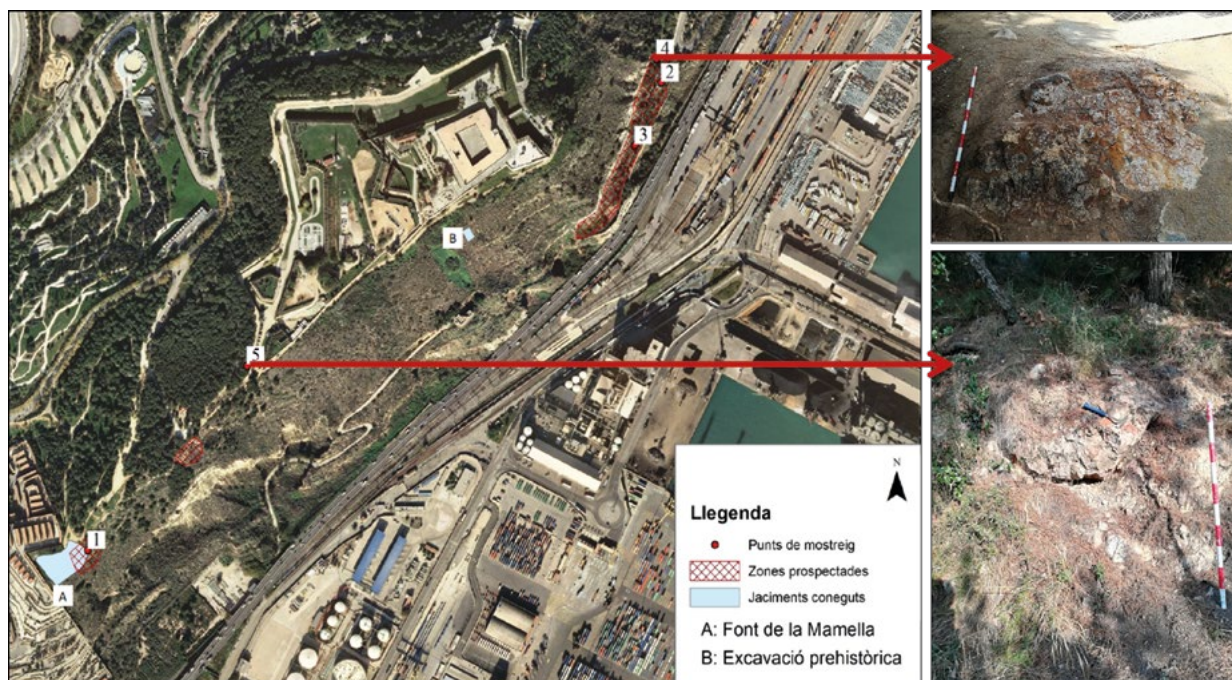 4
2
3
B
5
1
A
N
Llegenda
Punts de mostreig
Zones prospectades
Jaciments coneguts
A: Font de la Mamella
B: Excavació prehistòrica